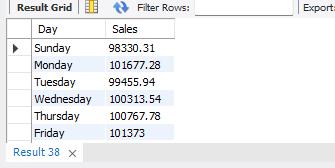 Result Grid Filter Rows: Export:
Day Sales
Sunday 98330.31
Monday 101677.28
Tuesday 99455.94
Wednesday 100313.54
Thursday 100767.78
Friday 101373
Result 38 ×